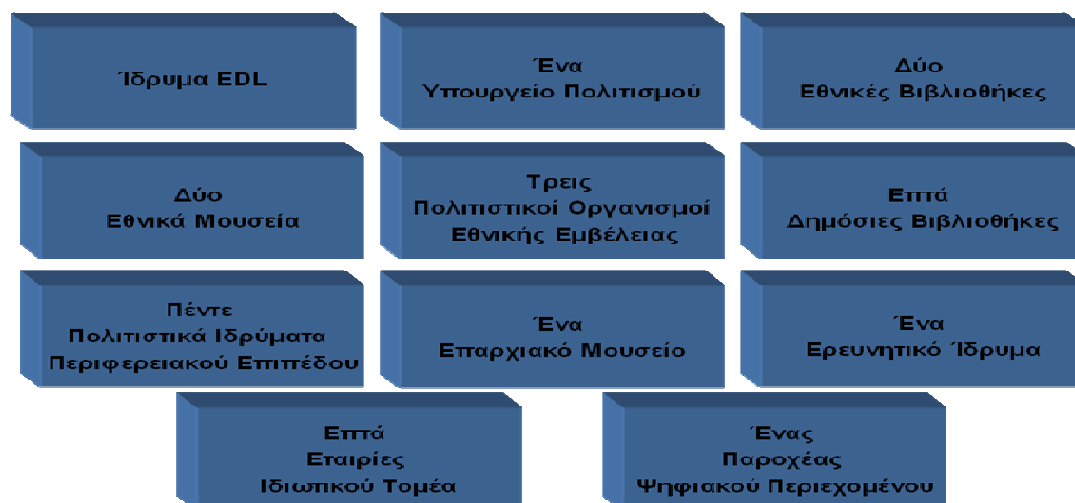 Ίδρυμα EDL
Ένα
Υπουργείο Πολιτισμού
Δύο
Εθνικές Βιβλιοθήκες
Δύο
Εθνικά Μουσεία
Τρεις
Πολιτιστικοί Οργανισμοί
Εθνικής Εμβέλειας
Επτά
Δημόσιες Βιβλιοθήκες
Πέντε
Πολιτιστικά Ιδρύματα
Περιφερειακού Επιπέδου
Ένα
Επαρχιακό Μουσείο
Ένα
Ερευνητικό Ίδρυμα
Επτά
Εταιρίες
Ιδιωτικού Τομέα
Ένας
Παροχέας
Ψηφιακού Περιεχομένου